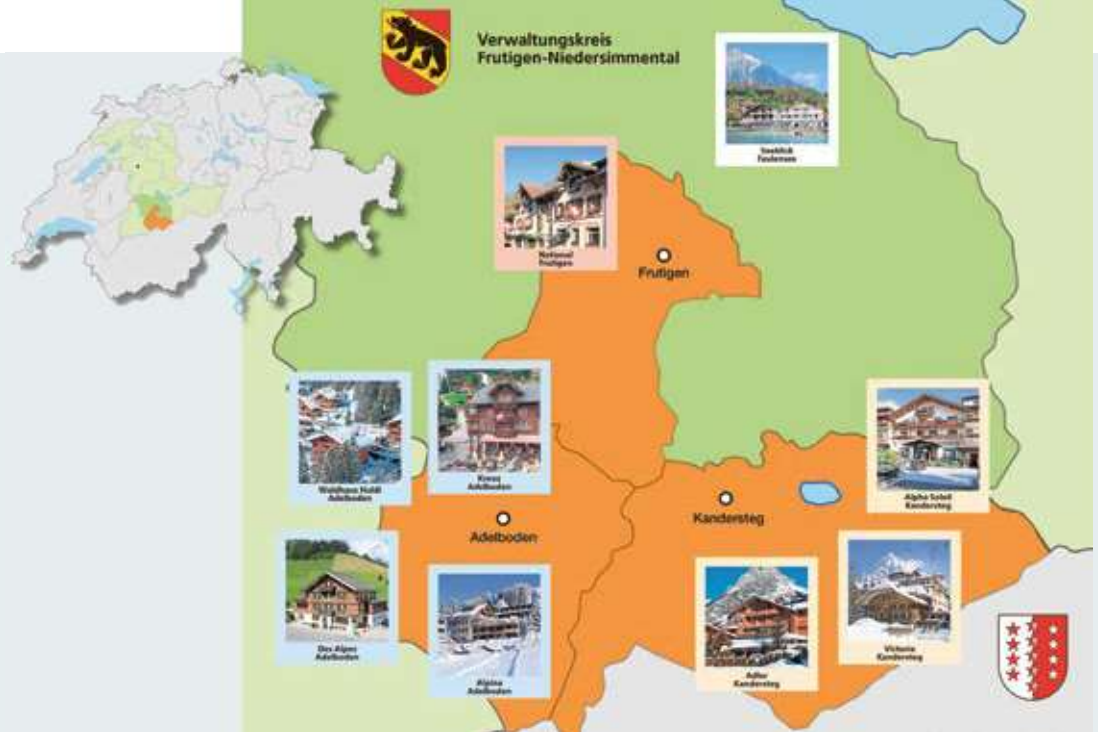 Verwaltungskreis
Frutigen-Niedersimmental
Seeblick
Faulensee
National
Frutigen
Frutigen
Waldhaus Huldi
Adelboden
Kreuz
Adelboden
Alpha Soleil
Kandersteg
Kandersteg
Adelboden
Des Alpes
Adelboden
Alpina
Adelboden
Adler
Kandersteg
Victoria
Kandersteg